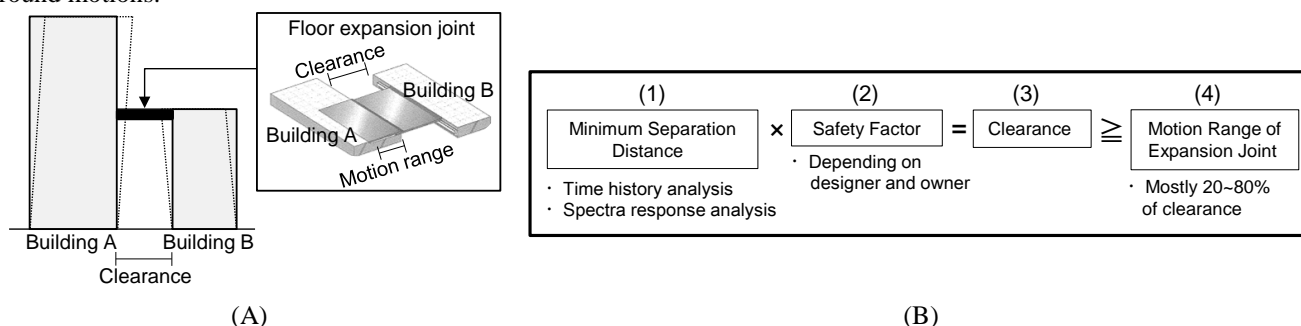 ound motions.
Floor expansion joint
Clearance
Building B
Building A
Motion range
Building A
Building B
Clearance
(A)
(1)
(2)
(3)
(4)
Minimum Separation
Distance
×
Safety Factor
=
Clearance
≧
Motion Range of
Expansion Joint
・ Time history analysis
・ Spectra response analysis
・ Depending on
designer and owner
・ Mostly 20~80%
of clearance
(B)